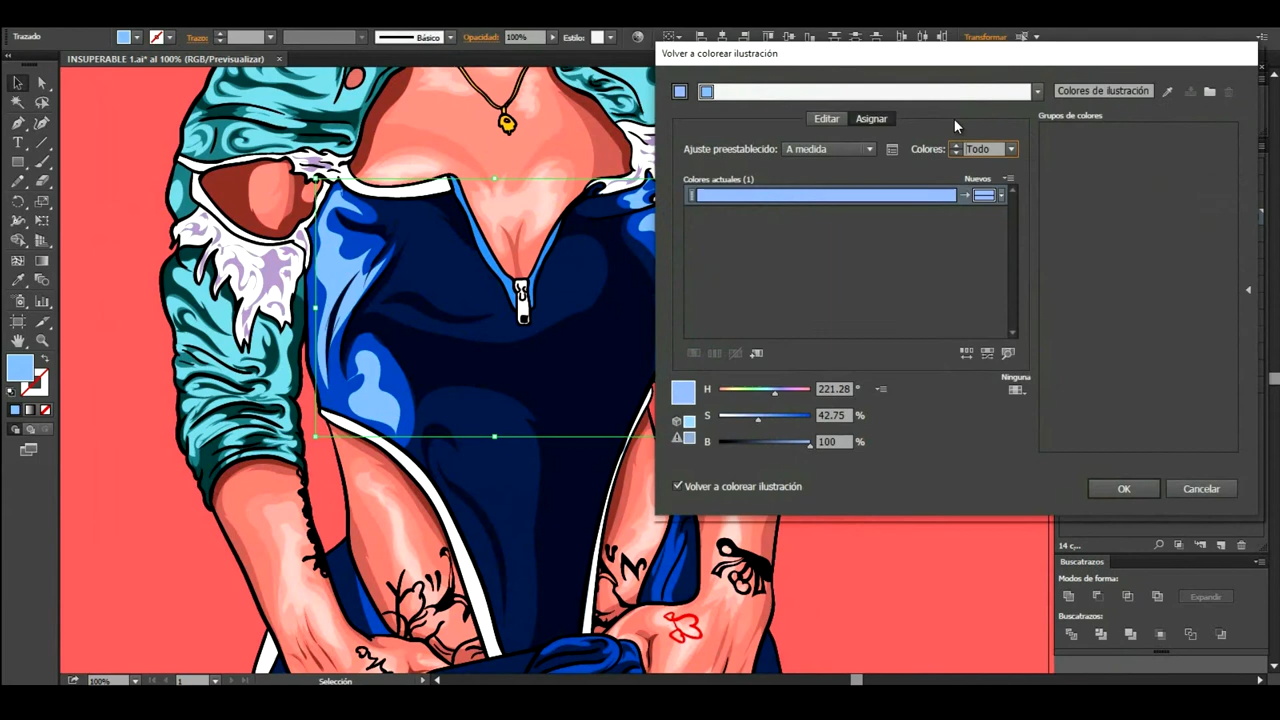 Trazado
Trazo:
Básico
Opacidad:
100%
Estilo:
Transformar
INSUPERABLE 1.ai* al 100% (RGB/Previsualizar)
×
Volver a colorear ilustración
Colores de ilustración
Editar
Asignar
Grupos de colores
Ajuste preestablecido:
A medida
Colores:
Todo
Colores actuales (1)
Nuevos
Ninguna
H
221.28
°
S
42.75
%
B
100
%
Volver a colorear ilustración
OK
Cancelar
14 c...
Buscatrazos
Modos de forma:
Expandir
Buscatrazos:
100%
1
Selección